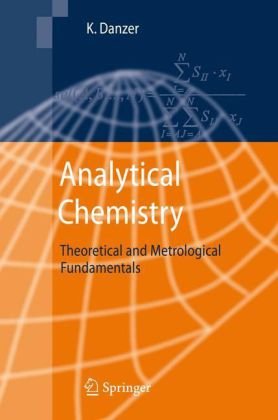 K. Danzer
Analytical
Chemistry
Theoretical and Metrological
Fundamentals
Springer